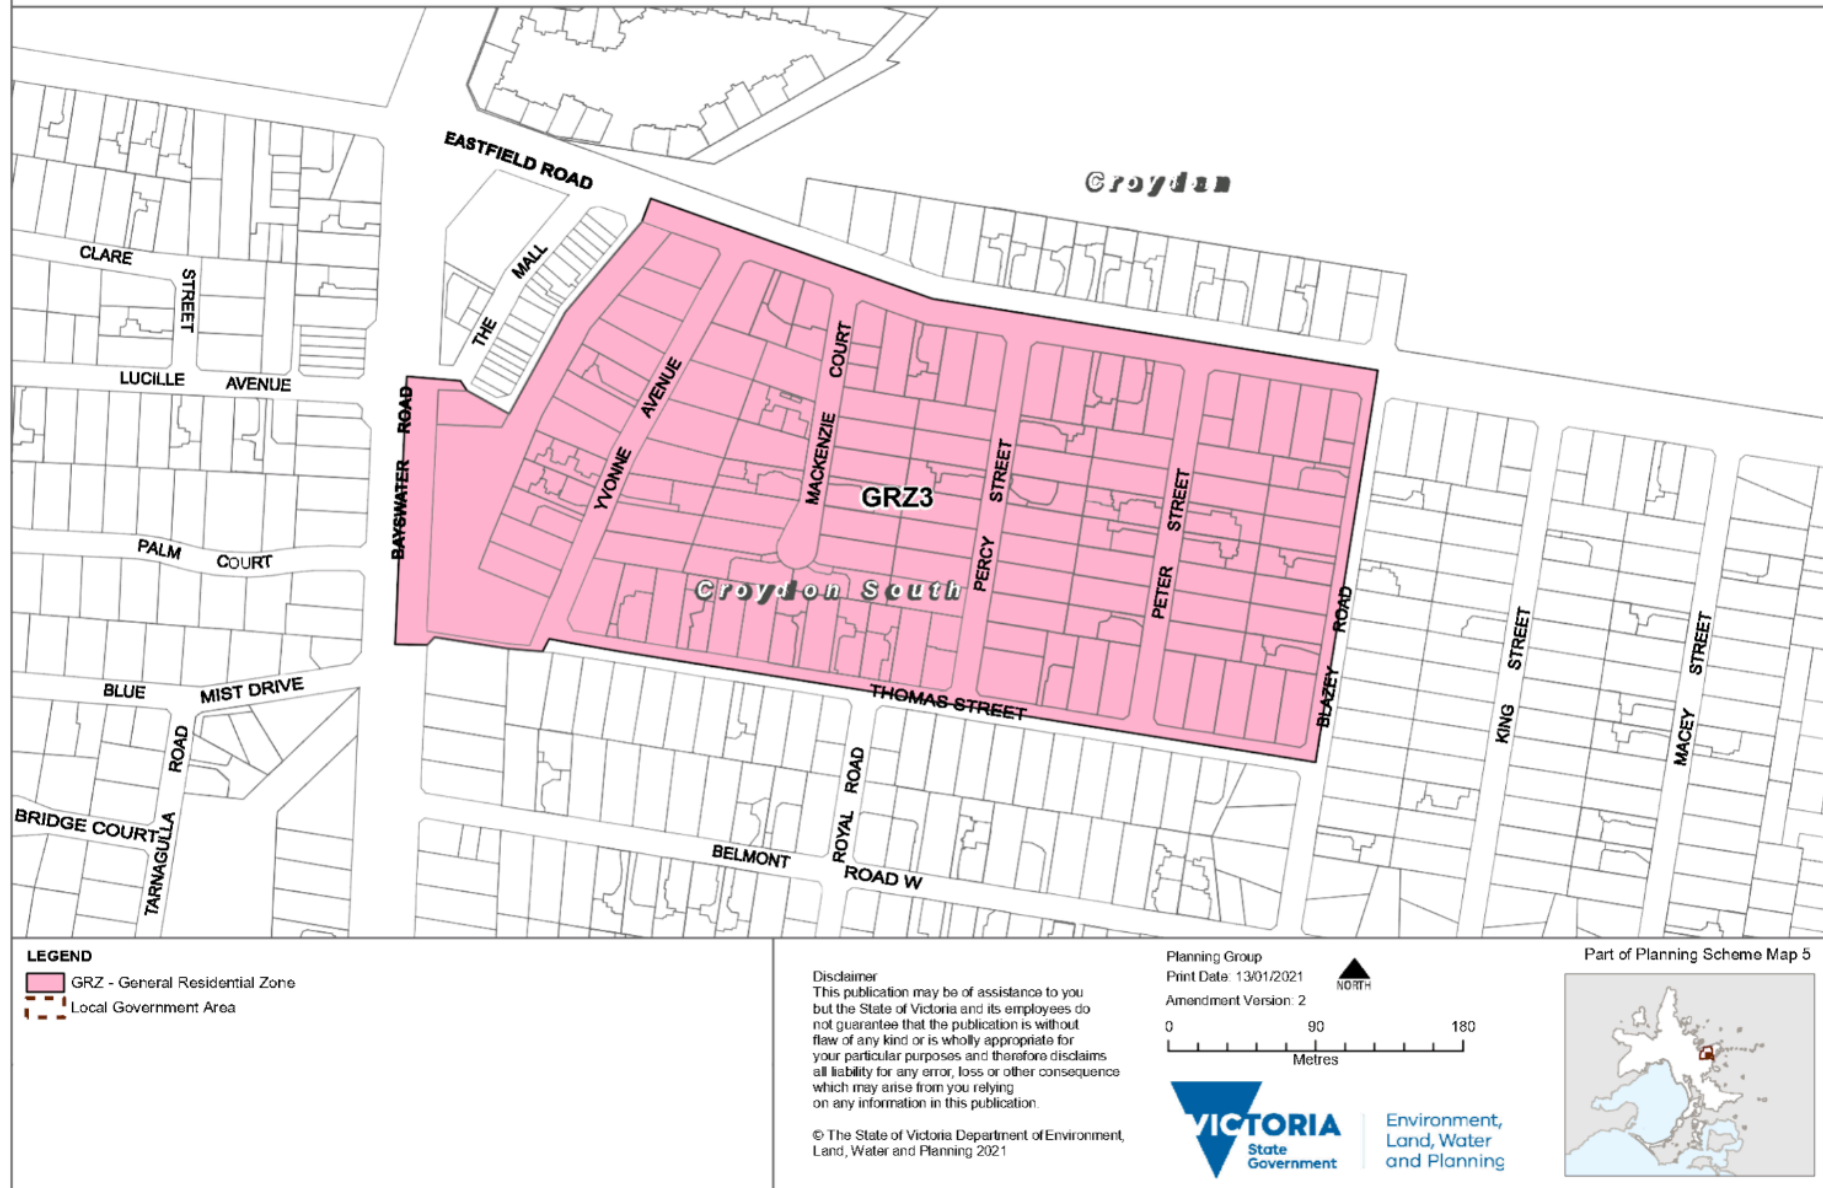 EASTFIELD ROAD
Croydon
CLARE
STREET
THE
MALL
LUCILLE
AVENUE
BAYSWATER
ROAD
YVONNE
AVENUE
MACKENZIE
COURT
GRZ3
PERCY
STREET
PETER
STREET
BLAZEY
ROAD
KING
STREET
MACEY
STREET
PALM
COURT
Croydon South
BLUE
MIST DRIVE
THOMAS STREET
TARNAGULLA
ROAD
BRIDGE COURT
ROYAL
ROAD
BELMONT
ROAD W
LEGEND
GRZ - General Residential Zone
Local Government Area
Disclaimer
This publication may be of assistance to you
but the State of Victoria and its employees do
not guarantee that the publication is without
flaw of any kind or is wholly appropriate for
your particular purposes and therefore disclaims
all liability for any error, loss or other consequence
which may arise from you relying
on any information in this publication.
© The State of Victoria Department of Environment,
Land, Water and Planning 2021
Planning Group
Print Date: 13/01/2021
Amendment Version: 2
NORTH
0 90 180
Metres
VICTORIA
State
Government
Environment,
Land, Water
and Planning
Part of Planning Scheme Map 5